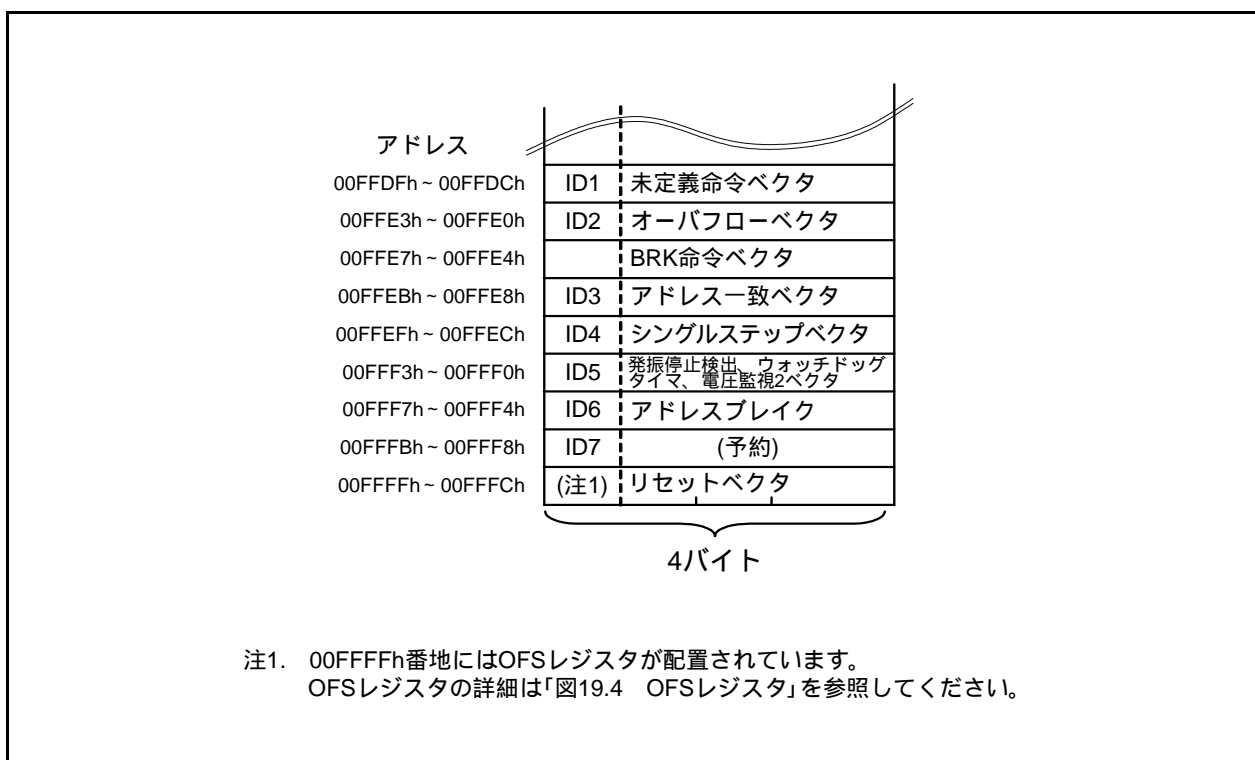 アドレス
00FFDFh ~ 00FFDCh ID1 未定義命令ベクタ
00FFE3h ~ 00FFE0h ID2 オーバフローベクタ
00FFE7h ~ 00FFE4h BRK命令ベクタ
00FFEBh ~ 00FFE8h ID3 アドレス一致ベクタ
00FFEFh ~ 00FFECh ID4 シングルステップベクタ
00FFF3h ~ 00FFF0h ID5 発振停止検出、ウォッチドッグ
タイマ、電圧監視2ベクタ
00FFF7h ~ 00FFF4h ID6 アドレスブレイク
00FFFBh ~ 00FFF8h ID7 (予約)
00FFFFh ~ 00FFFCh (注1) リセットベクタ
4バイト
注1. 00FFFFh番地にはOFSレジスタが配置されています。
OFSレジスタの詳細は「図19.4 OFSレジスタ」を参照してください。